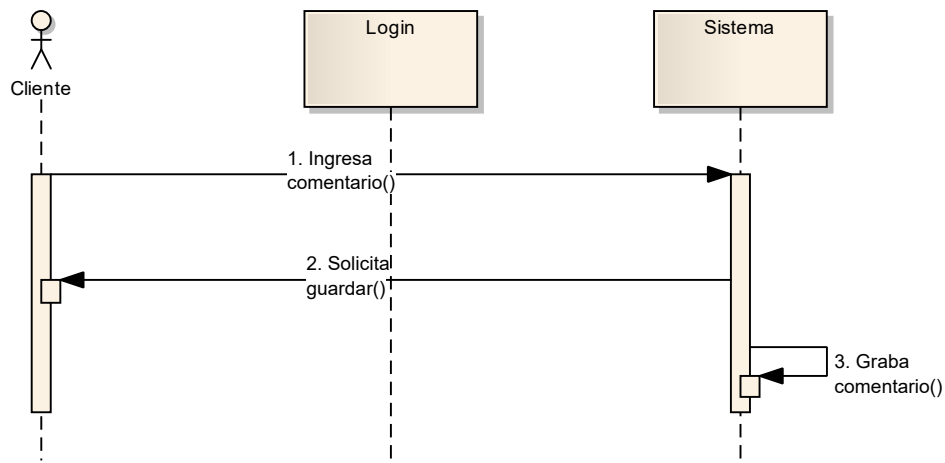 Cliente
Login
Sistema
1. Ingresa
comentario()
2. Solicita
guardar()
3. Graba
comentario()